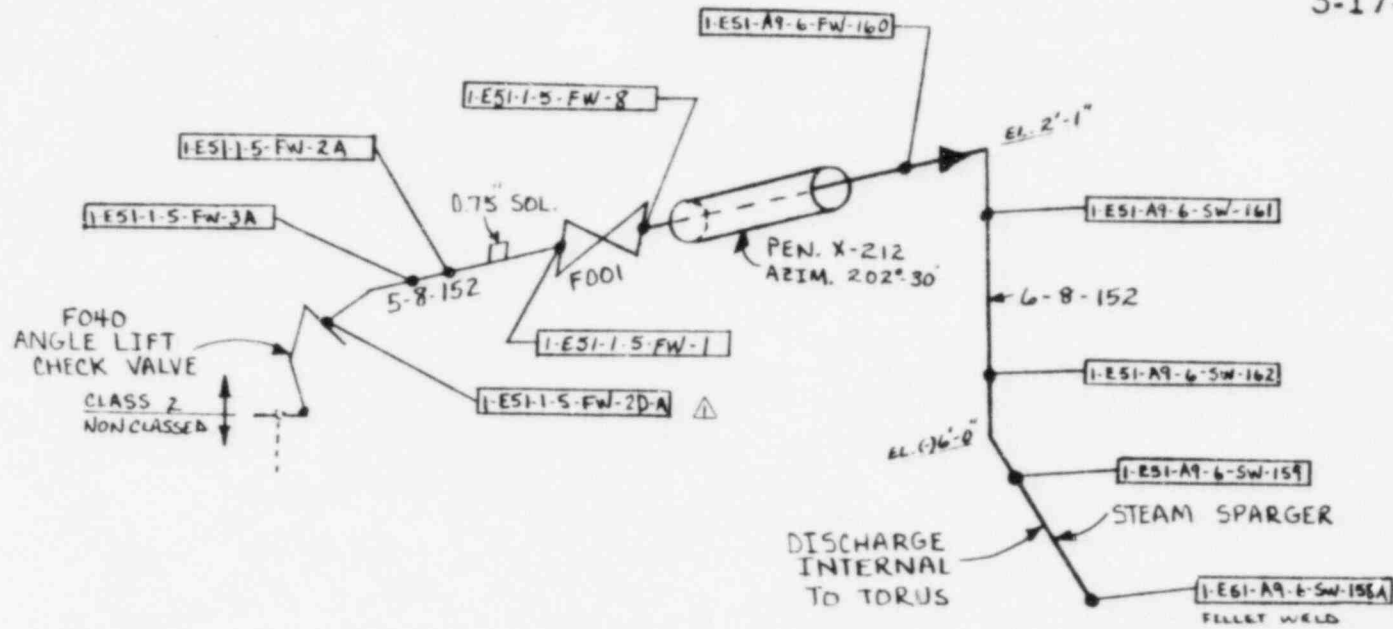 3-17
1-E51-A9-6-FW-160
1-E51-1-5-FW-8
EL. 2'-1"
1-E51-1-5-FW-2A
0.75" SOL.
1-E51-1-5-FW-3A
1-E51-A9-6-SW-161
PEN. X-212
AZIM. 202°-30'
F001
5-8-152
6-8-152
F040
ANGLE LIFT
CHECK VALVE
1-E51-1-5-FW-1
1-E51-A9-6-SW-162
CLASS 2
NONCLASSED
1-E51-1-5-FW-2D-A
1
EL. (-)6'-0"
1-E51-A9-6-SW-159
STEAM SPARGER
DISCHARGE
INTERNAL
TO TORUS
1-E51-A9-6-SW-158A
FILLET WELD